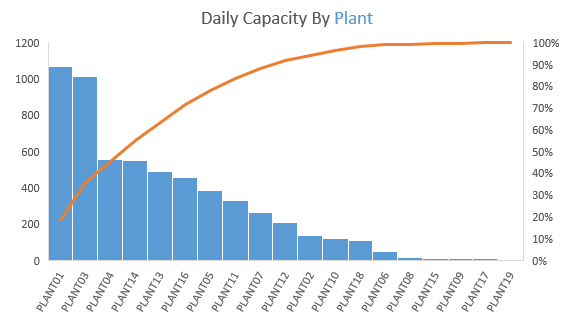 Daily Capacity By Plant
1200
1000
800
600
400
200
0
100%
90%
80%
70%
60%
50%
40%
30%
20%
10%
0%
PLANT01
PLANT03
PLANT04
PLANT14
PLANT13
PLANT16
PLANT05
PLANT11
PLANT07
PLANT12
PLANT02
PLANT10
PLANT18
PLANT06
PLANT08
PLANT15
PLANT09
PLANT17
PLANT19